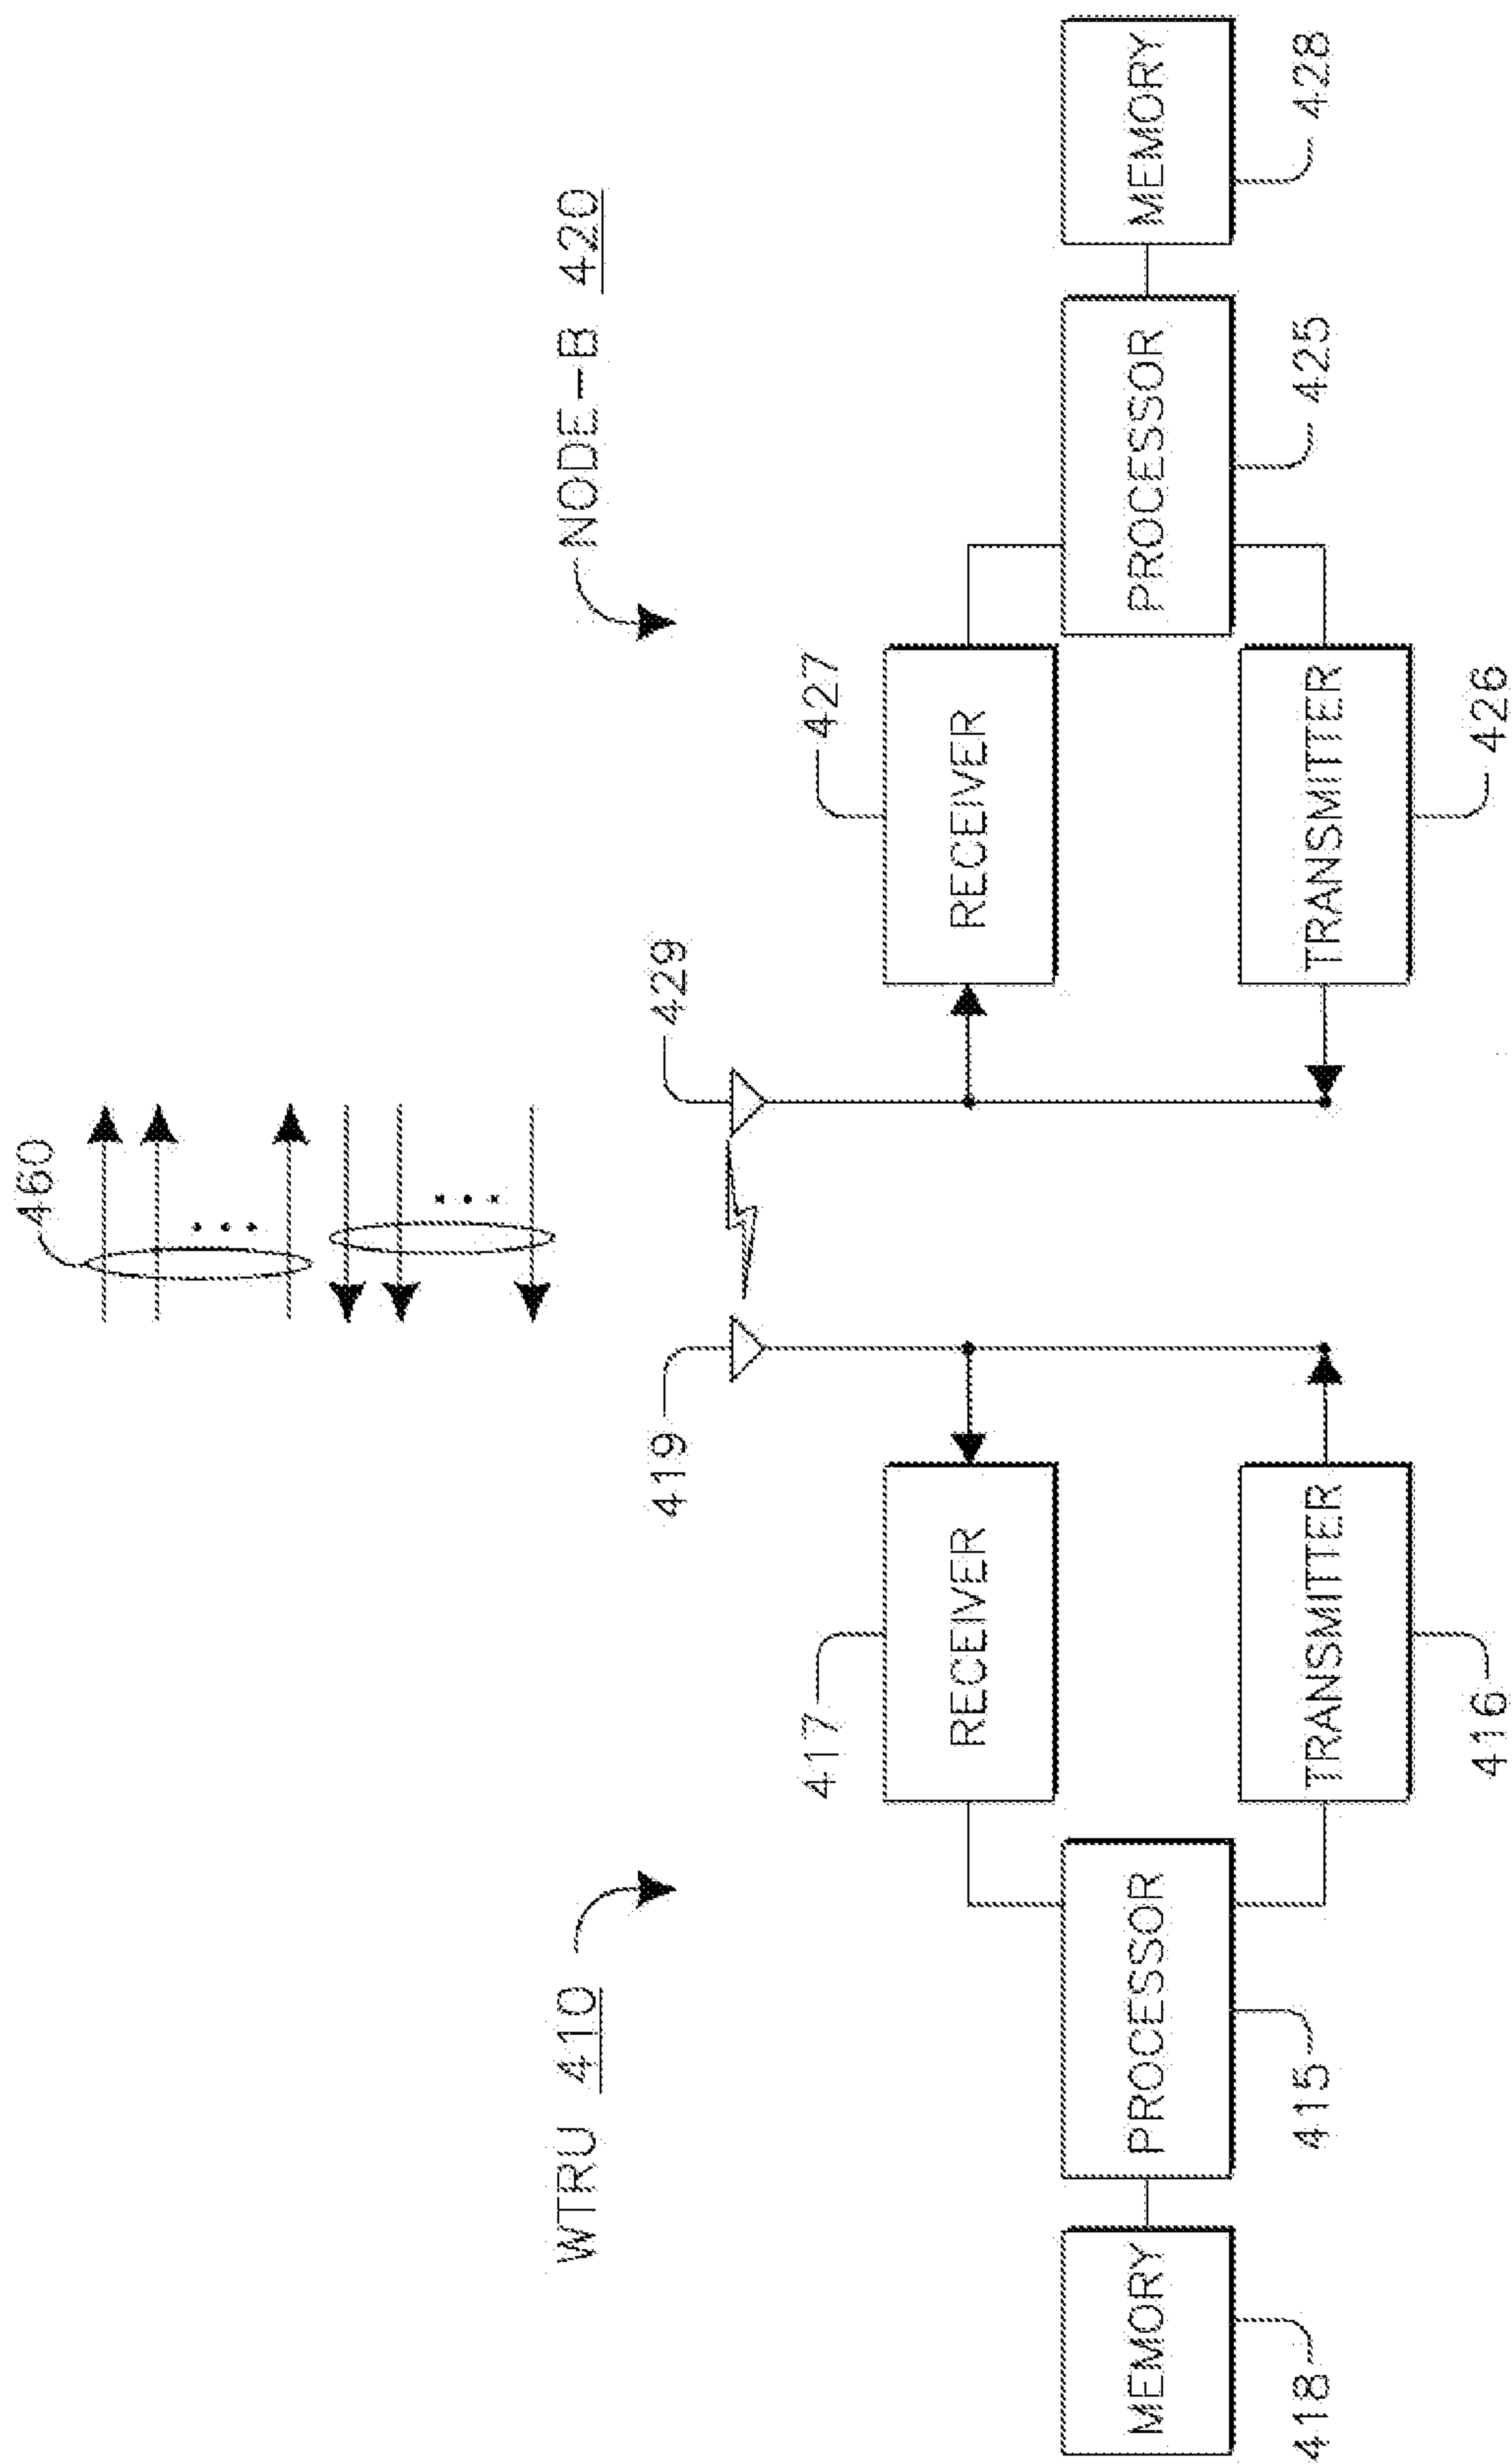 460
WTRU 410
NODE-B 420
419
429
417
427
RECEIVER
RECEIVER
MEMORY
PROCESSOR
PROCESSOR
MEMORY
418
415
425
428
TRANSMITTER
TRANSMITTER
416
426